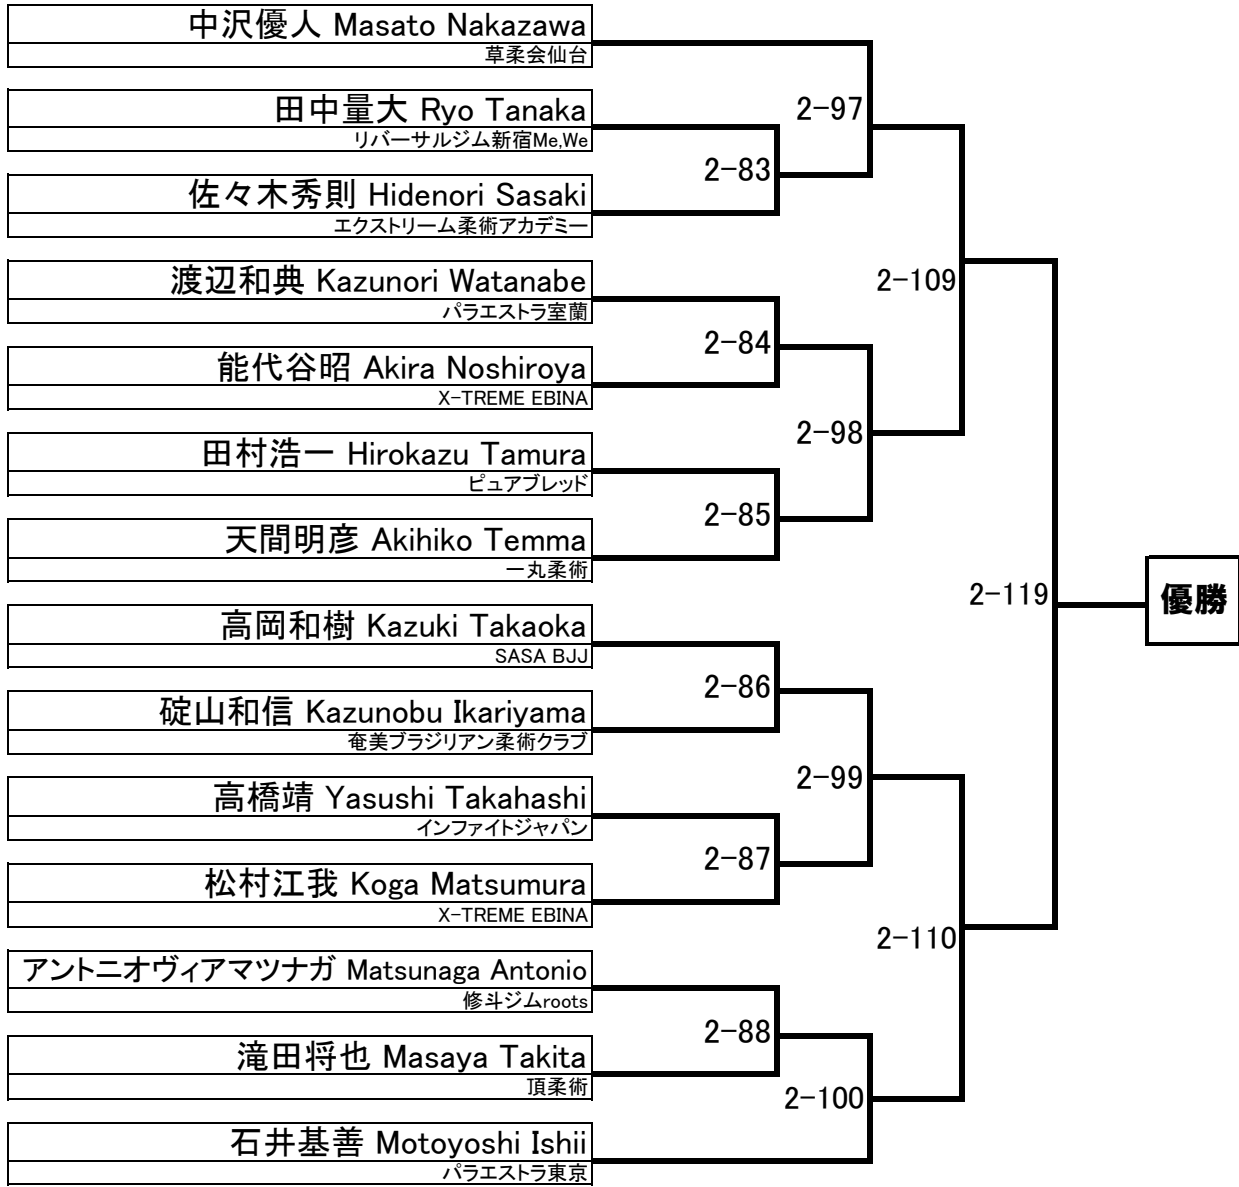 中沢優人 Masato Nakazawa
草柔会仙台
田中量大 Ryo Tanaka
リバーサルジム新宿Me,We
佐々木秀則 Hidenori Sasaki
エクストリーム柔術アカデミー
渡辺和典 Kazunori Watanabe
パラエストラ室蘭
能代谷昭 Akira Noshiroya
X-TREME EBINA
田村浩一 Hirokazu Tamura
ピュアブレッド
天間明彦 Akihiko Temma
一丸柔術
高岡和樹 Kazuki Takaoka
SASA BJJ
碇山和信 Kazunobu Ikariyama
奄美ブラジリアン柔術クラブ
高橋靖 Yasushi Takahashi
インファイトジャパン
松村江我 Koga Matsumura
X-TREME EBINA
アントニオヴィアマツナガ Matsunaga Antonio
修斗ジムroots
滝田将也 Masaya Takita
頂柔術
石井基善 Motoyoshi Ishii
パラエストラ東京
2-83
2-84
2-85
2-86
2-87
2-88
2-97
2-98
2-99
2-100
2-109
2-110
2-119
優勝